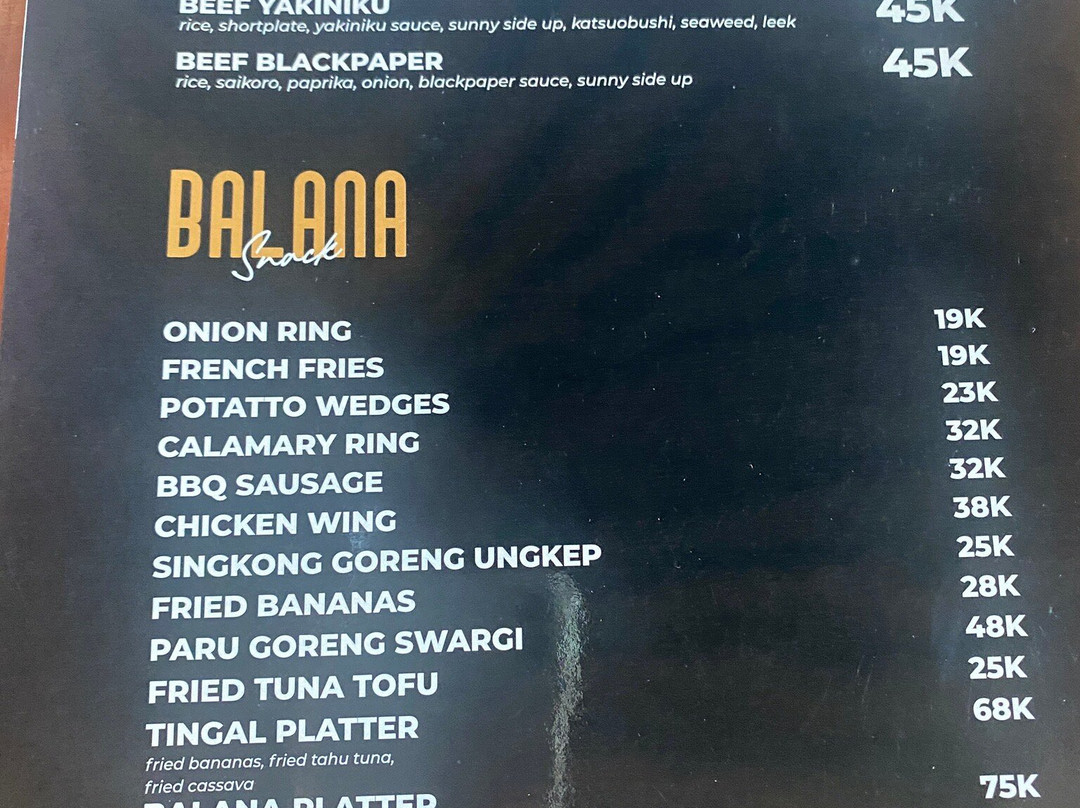 BEEF YAKINIKU 45K
rice, shortplate, yakiniku sauce, sunny side up, katsuobushi, seaweed, leek
BEEF BLACKPAPER 45K
rice, saikoro, paprika, onion, blackpaper sauce, sunny side up
BALANA
Snack
ONION RING 19K
FRENCH FRIES 19K
POTATTO WEDGES 23K
CALAMARY RING 32K
BBQ SAUSAGE 32K
CHICKEN WING 38K
SINGKONG GORENG UNGKEP 25K
FRIED BANANAS 28K
PARU GORENG SWARGI 48K
FRIED TUNA TOFU 25K
TINGAL PLATTER 68K
fried bananas, fried tahu tuna,
fried cassava
BALANA PLATTER 75K